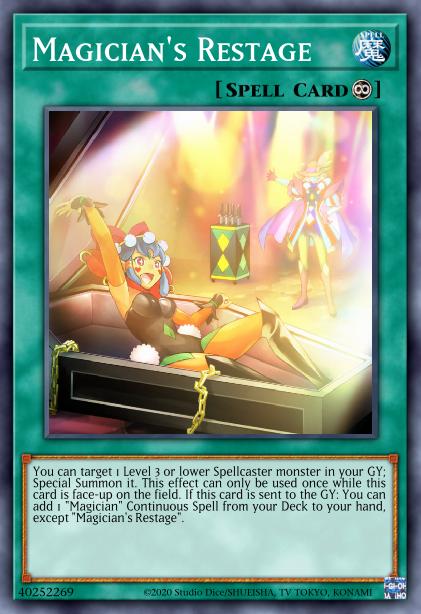 MAGICIAN'S RESTAGE
SPELL
魔
[SPELL CARD]
You can target 1 Level 3 or lower Spellcaster monster in your GY;
Special Summon it. This effect can only be used once while this
card is face-up on the field. If this card is sent to the GY: You can
add 1 "Magician" Continuous Spell from your Deck to your hand,
except "Magician's Restage".
40252269
©2020 Studio Dice/SHUEISHA, TV TOKYO, KONAMI